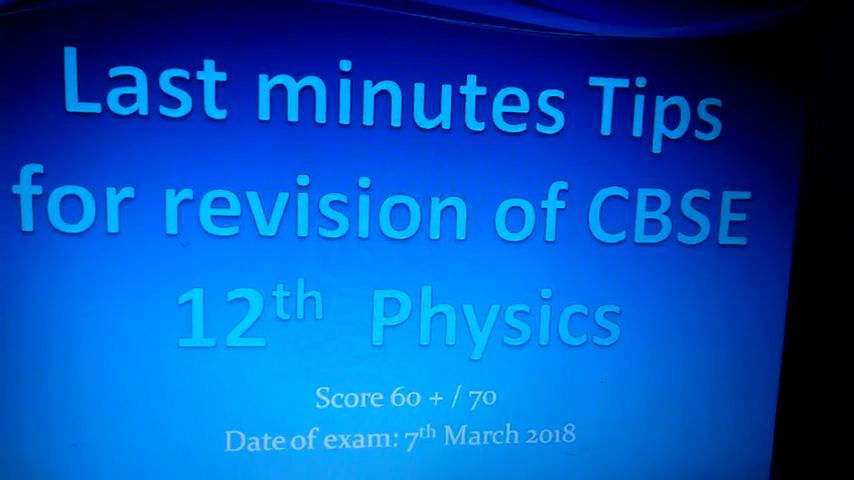 Last minutes Tips
for revision of CBSE
12th Physics
Score 60 + / 70
Date of exam: 7th March 2018